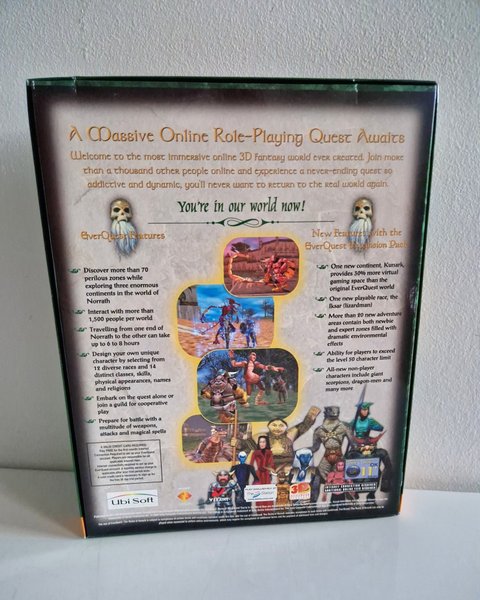 A Massive Online Role-Playing Quest Awaits
Welcome to the most immersive online 3D fantasy world ever created. Join more
than a thousand other people online and experience a never-ending quest so
addictive and dynamic, you'll never want to return to the real world again.
You're in our world now!
EverQuest Features
Discover more than 70
perilous zones while
exploring three enormous
continents in the world of
Norrath
Interact with more than
1,500 people per world
Travelling from one end of
Norrath to the other can take
up to 6 to 8 hours
Design your own unique
character by selecting from
12 diverse races and 14
distinct classes, skills,
physical appearances, names
and religions
Embark on the quest alone or
join a guild for cooperative
play
Prepare for battle with a
multitude of weapons,
attacks and magical spells
New Features with the
EverQuest Expansion Pack
One new continent, Kunark,
provides 50% more virtual
gaming space than the
original EverQuest world
One new playable race, the
Iksar (lizardman)
More than 20 new adventure
areas contain both newbie
and expert zones filled with
dramatic environmental
effects
Ability for players to exceed
the level 50 character limit
All-new non-player
characters include giant
scorpions, dragon-men and
many more
A VALID CREDIT CARD REQUIRED.
Ubi Soft
INTERNET CONNECTION REQUIRED